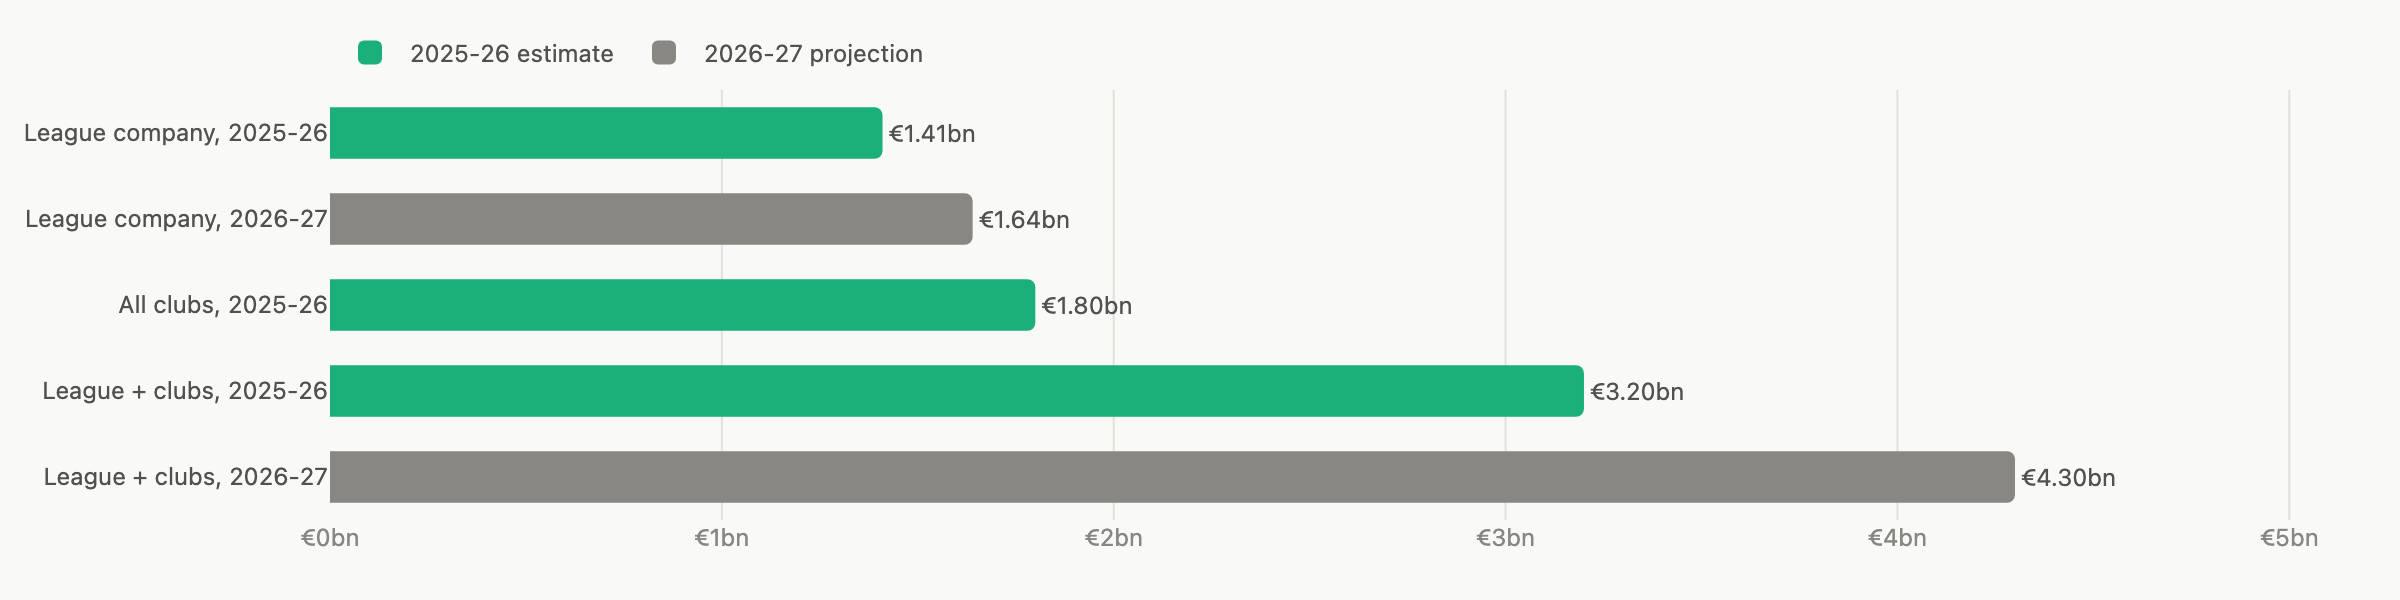 2025-26 estimate 2026-27 projection
League company, 2025-26 €1.41bn
League company, 2026-27 €1.64bn
All clubs, 2025-26 €1.80bn
League + clubs, 2025-26 €3.20bn
League + clubs, 2026-27 €4.30bn
€0bn €1bn €2bn €3bn €4bn €5bn